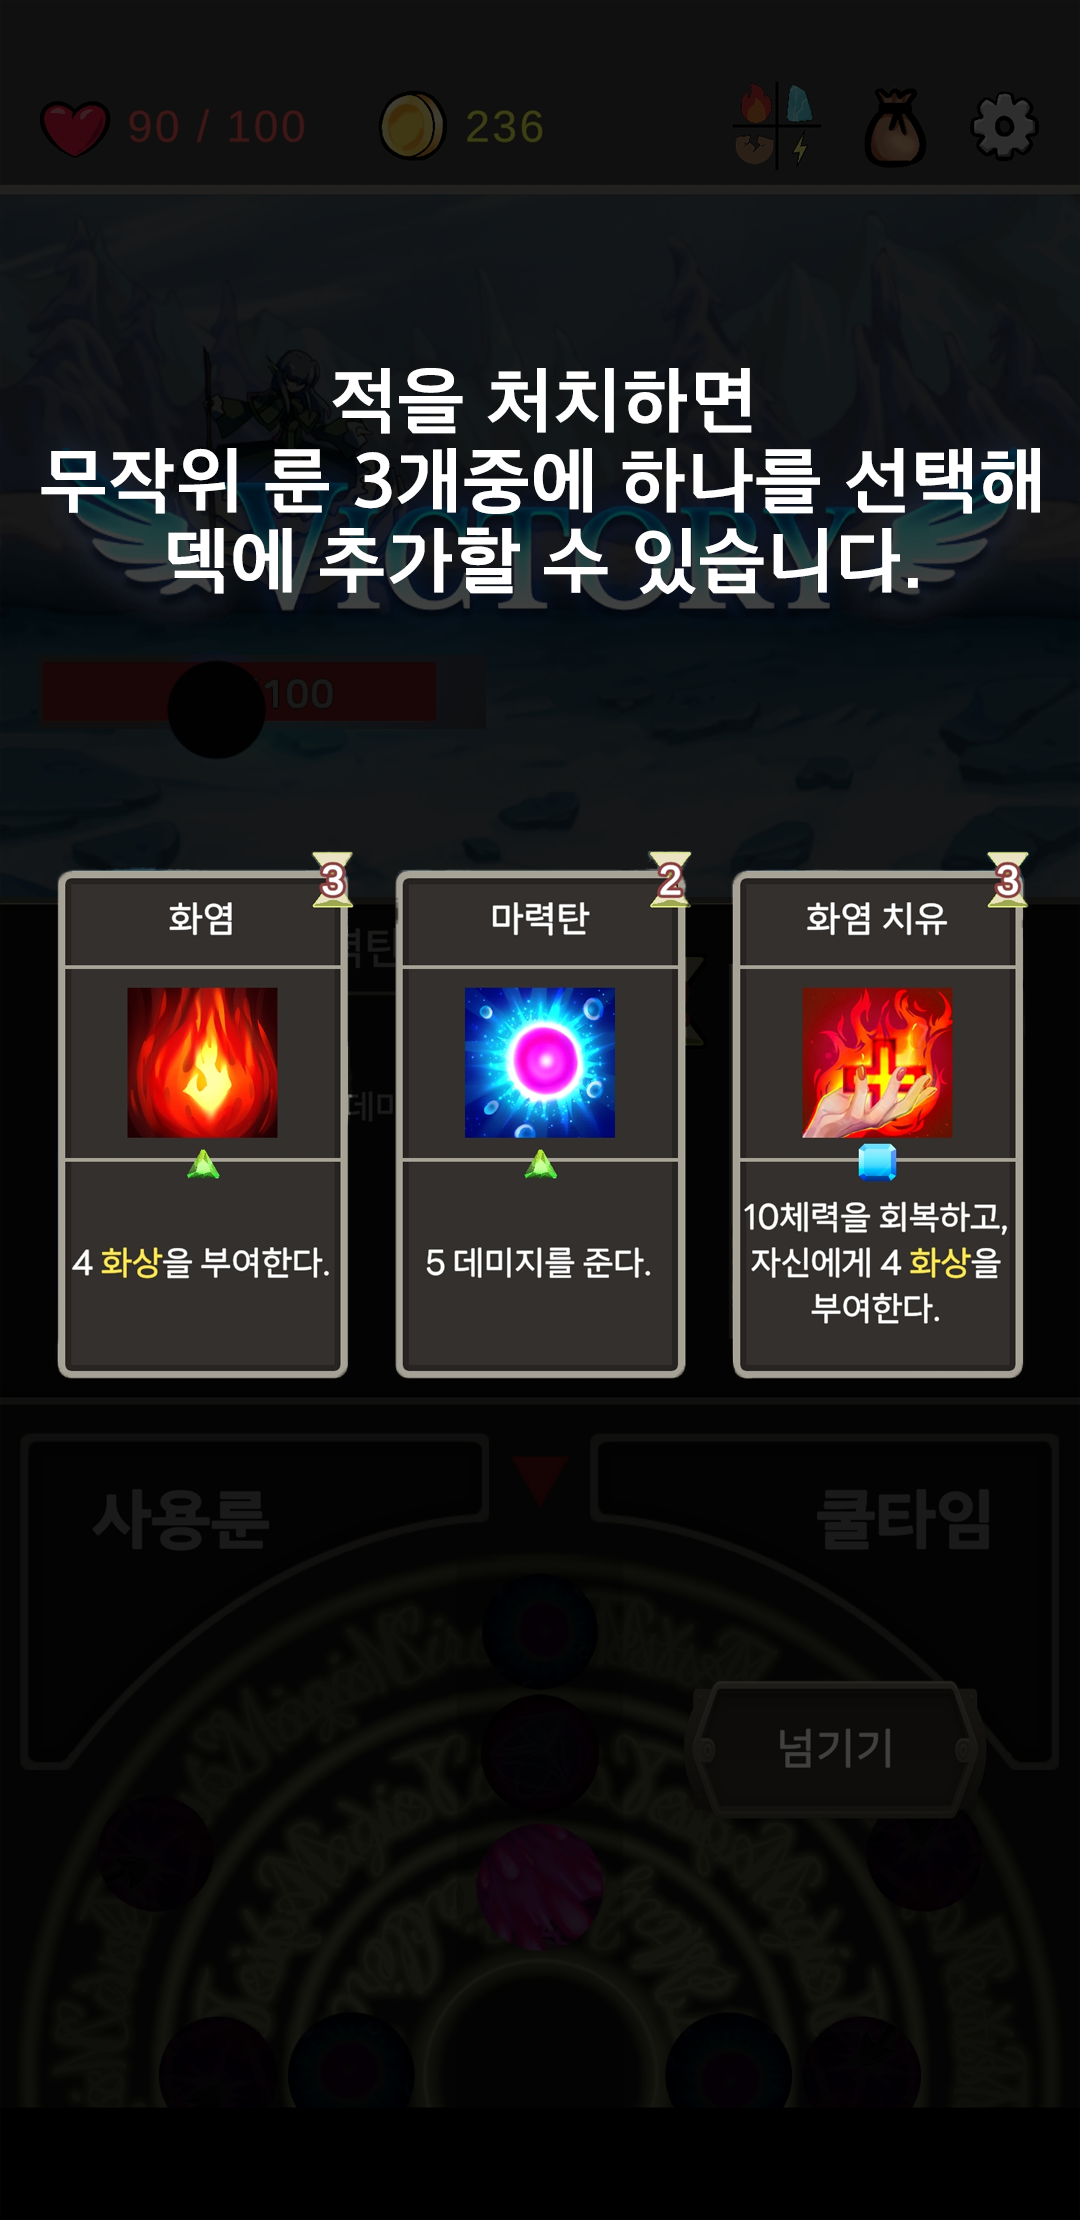 90 / 100
236
적을 처치하면
무작위 룬 3개중에 하나를 선택해
덱에 추가할 수 있습니다.
VICTORY
100
3
2
3
화염
마력탄
화염 치유
4 화상을 부여한다.
5 데미지를 준다.
10체력을 회복하고,
자신에게 4 화상을
부여한다.
사용룬
쿨타임
넘기기